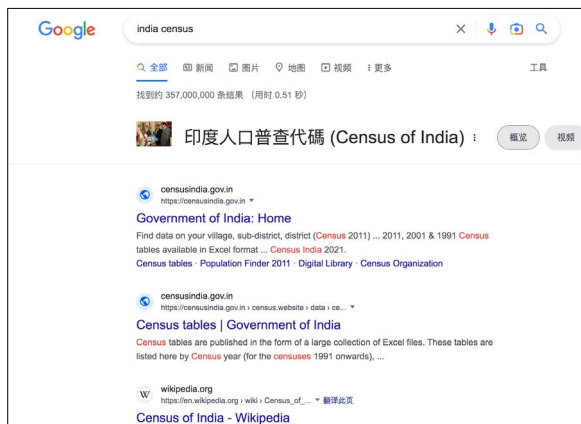 Google
india census
全部 新闻 图片 地图 视频 更多 工具
找到约 357,000,000 条结果 （用时 0.51 秒）
印度人口普查代碼 (Census of India) 概览 视频
censusindia.gov.in
https://censusindia.gov.in
Government of India: Home
Find data on your village, sub-district, district (Census 2011) ... 2011, 2001 & 1991 Census
tables available in Excel format ... Census India 2021.
Census tables · Population Finder 2011 · Digital Library · Census Organization
censusindia.gov.in
https://censusindia.gov.in › census.website › data › ce...
Census tables | Government of India
Census tables are published in the form of a large collection of Excel files. These tables are
listed here by Census year (for the censuses 1991 onwards), ...
W wikipedia.org
https://en.wikipedia.org › wiki › Census_of_... 翻译此页
Census of India - Wikipedia